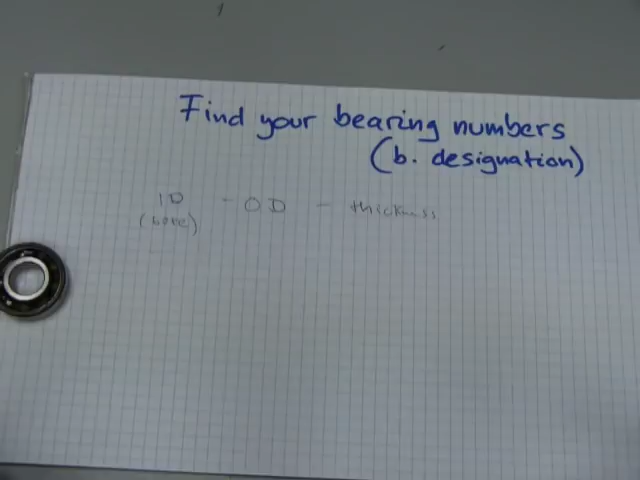 Find your bearing numbers
(b. designation)
ID - OD - thickness
(bore)